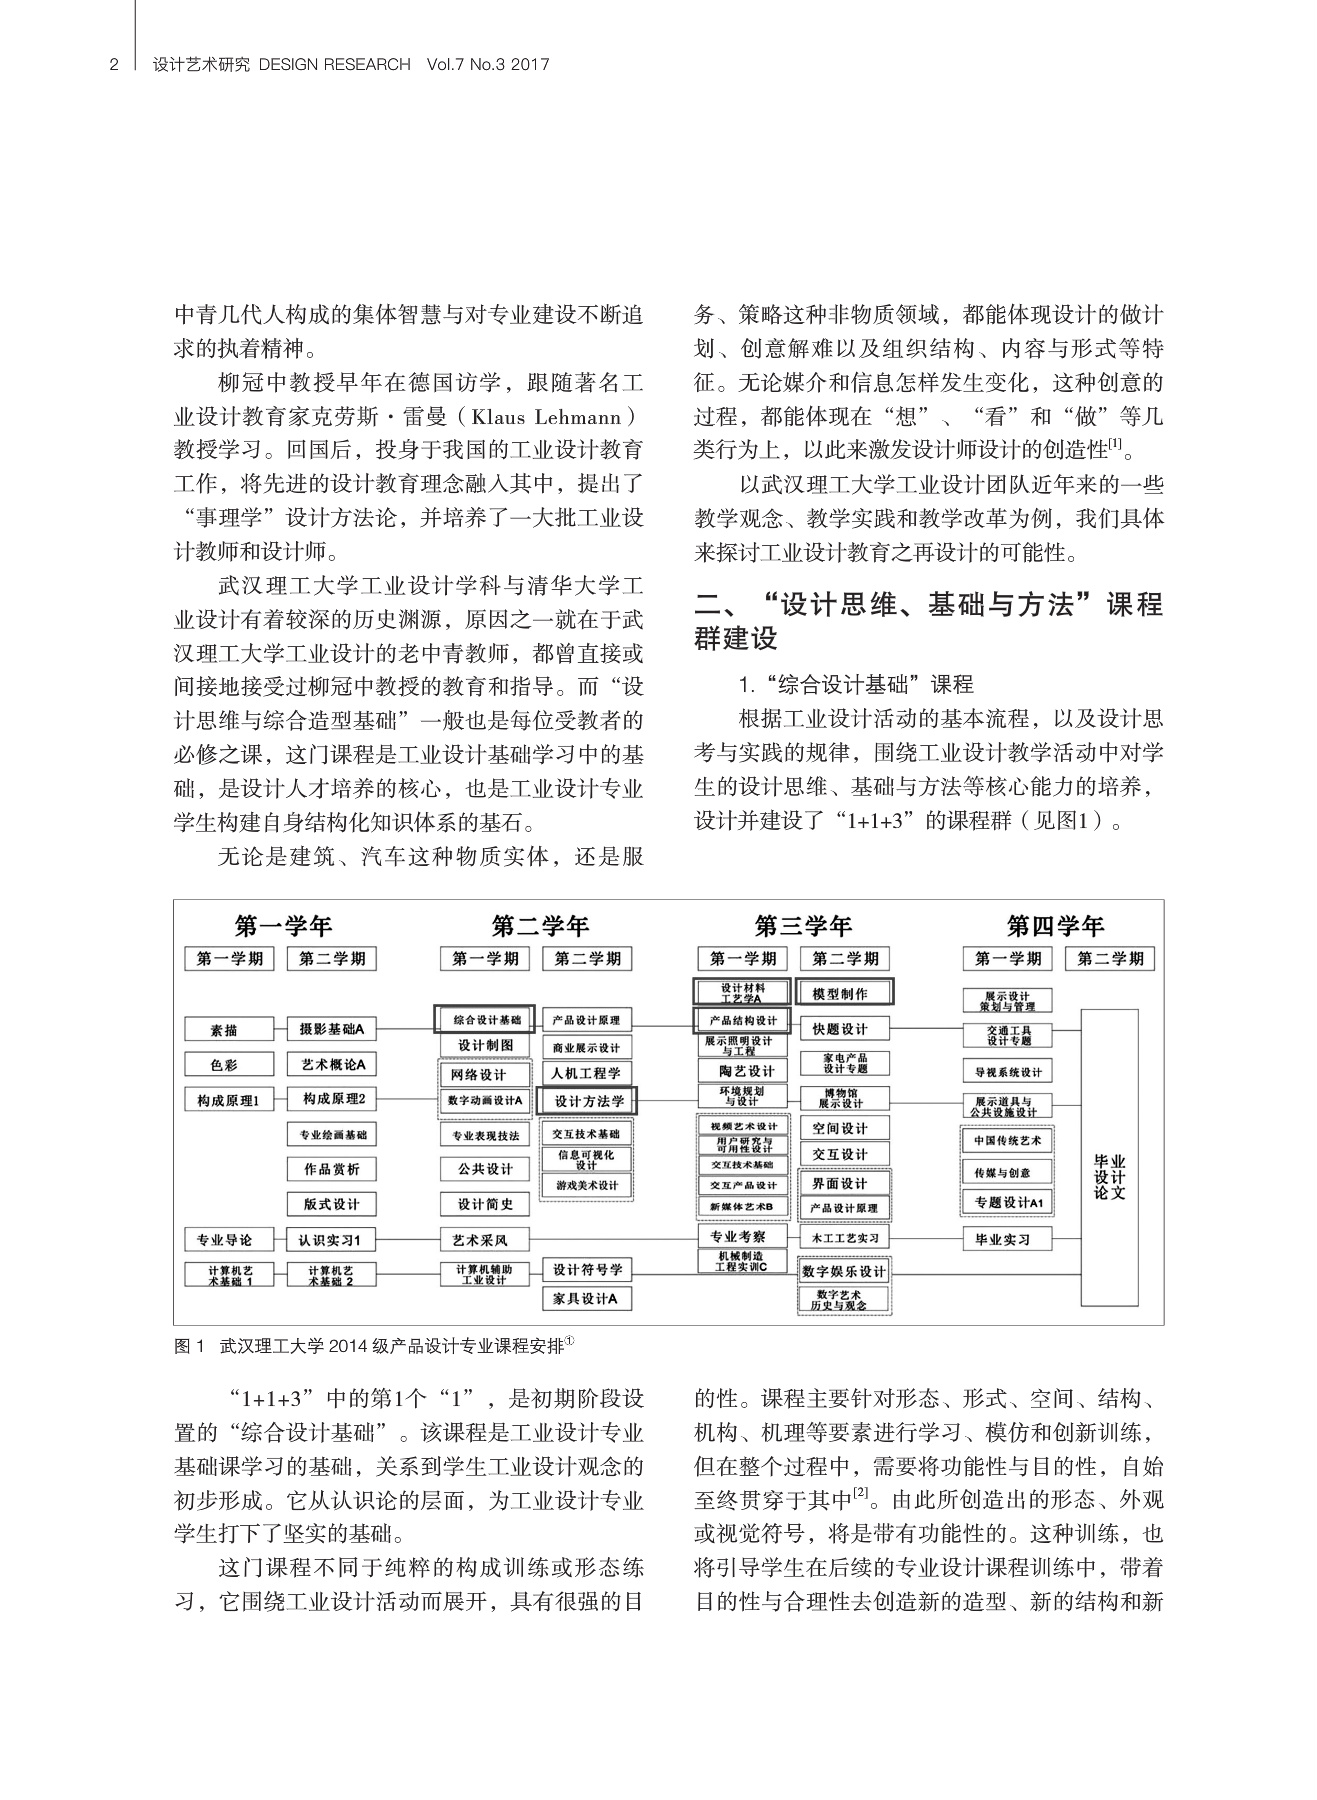 2
设计艺术研究 DESIGN RESEARCH Vol.7 No.3 2017
中青几代人构成的集体智慧与对专业建设不断追
求的执着精神。
柳冠中教授早年在德国访学，跟随著名工
业设计教育家克劳斯·雷曼（Klaus Lehmann）
教授学习。回国后，投身于我国的工业设计教育
工作，将先进的设计教育理念融入其中，提出了
“事理学”设计方法论，并培养了一大批工业设
计教师和设计师。
武汉理工大学工业设计学科与清华大学工
业设计有着较深的历史渊源，原因之一就在于武
汉理工大学工业设计的老中青教师，都曾直接或
间接地接受过柳冠中教授的教育和指导。而“设
计思维与综合造型基础”一般也是每位受教者的
必修之课，这门课程是工业设计基础学习中的基
础，是设计人才培养的核心，也是工业设计专业
学生构建自身结构化知识体系的基石。
无论是建筑、汽车这种物质实体，还是服
务、策略这种非物质领域，都能体现设计的做计
划、创意解难以及组织结构、内容与形式等特
征。无论媒介和信息怎样发生变化，这种创意的
过程，都能体现在“想”、“看”和“做”等几
类行为上，以此来激发设计师设计的创造性[1]。
以武汉理工大学工业设计团队近年来的一些
教学观念、教学实践和教学改革为例，我们具体
来探讨工业设计教育之再设计的可能性。
二、“设计思维、基础与方法”课程
群建设
1.“综合设计基础”课程
根据工业设计活动的基本流程，以及设计思
考与实践的规律，围绕工业设计教学活动中对学
生的设计思维、基础与方法等核心能力的培养，
设计并建设了“1+1+3”的课程群（见图1）。
第一学年
第一学期
第二学期
素描
色彩
构成原理1
专业导论
计算机艺
术基础 1
摄影基础A
艺术概论A
构成原理2
专业绘画基础
作品赏析
版式设计
认识实习1
计算机艺
术基础 2
第二学年
第一学期
第二学期
综合设计基础
设计制图
网络设计
数字动画设计A
专业表现技法
公共设计
设计简史
艺术采风
计算机辅助
工业设计
产品设计原理
商业展示设计
人机工程学
设计方法学
交互技术基础
信息可视化
设计
游戏美术设计
设计符号学
家具设计A
第三学年
第一学期
第二学期
设计材料
工艺学A
产品结构设计
展示照明设计
与工程
陶艺设计
环境规划
与设计
视频艺术设计
用户研究与
可用性设计
交互技术基础
交互产品设计
新媒体艺术B
专业考察
机械制造
工程实训C
模型制作
快题设计
家电产品
设计专题
博物馆
展示设计
空间设计
交互设计
界面设计
产品设计原理
木工工艺实习
数字娱乐设计
数字艺术
历史与观念
第四学年
第一学期
第二学期
展示设计
策划与管理
交通工具
设计专题
导视系统设计
展示道具与
公共设施设计
中国传统艺术
传媒与创意
专题设计A1
毕业实习
毕业
设计
论文
图 1 武汉理工大学 2014 级产品设计专业课程安排①
“1+1+3”中的第1个“1”，是初期阶段设
置的“综合设计基础”。该课程是工业设计专业
基础课学习的基础，关系到学生工业设计观念的
初步形成。它从认识论的层面，为工业设计专业
学生打下了坚实的基础。
这门课程不同于纯粹的构成训练或形态练
习，它围绕工业设计活动而展开，具有很强的目
的性。课程主要针对形态、形式、空间、结构、
机构、机理等要素进行学习、模仿和创新训练，
但在整个过程中，需要将功能性与目的性，自始
至终贯穿于其中[2]。由此所创造出的形态、外观
或视觉符号，将是带有功能性的。这种训练，也
将引导学生在后续的专业设计课程训练中，带着
目的性与合理性去创造新的造型、新的结构和新